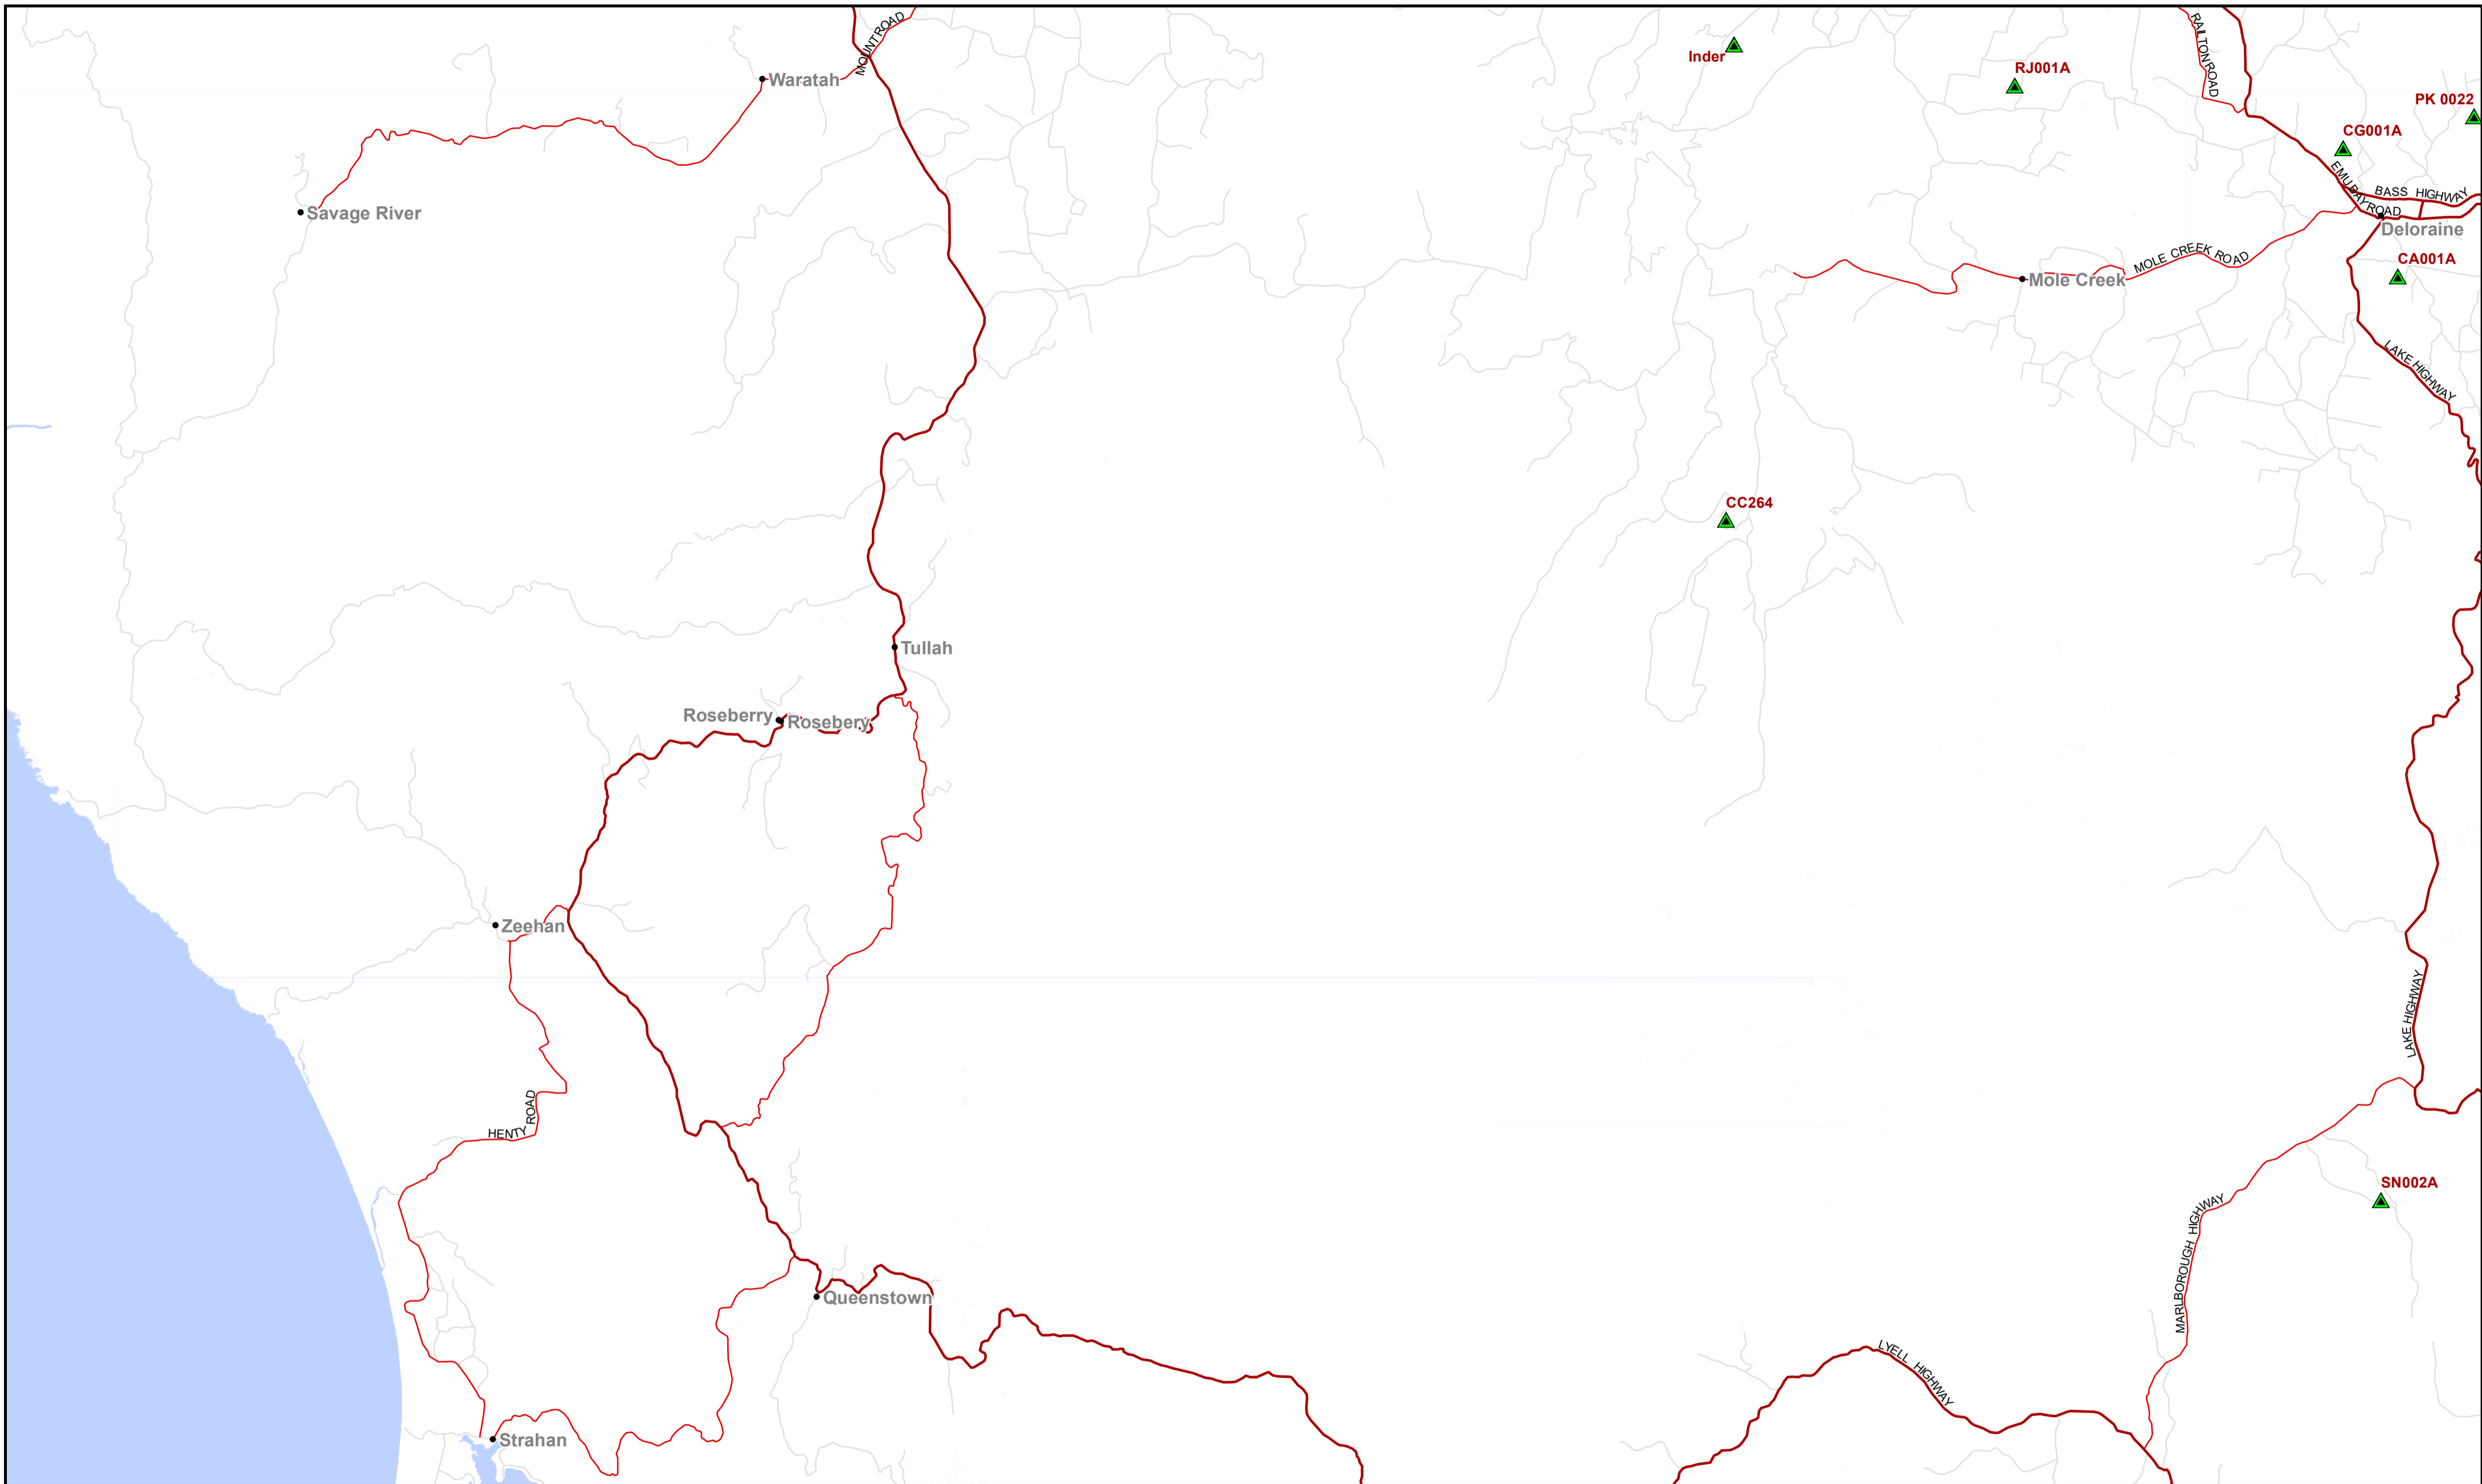 MOUNT ROAD
RAILTON ROAD
Inder
RJ001A
Waratah
PK 0022
CG001A
EMU BAY ROAD
BASS HIGHWAY
Savage River
Deloraine
MOLE CREEK ROAD
CA001A
Mole Creek
LAKE HIGHWAY
CC264
Tullah
Roseberry
Rosebery
Zeehan
LAKE HIGHWAY
HENTY ROAD
SN002A
MARLBOROUGH HIGHWAY
Queenstown
LYELL HIGHWAY
Strahan